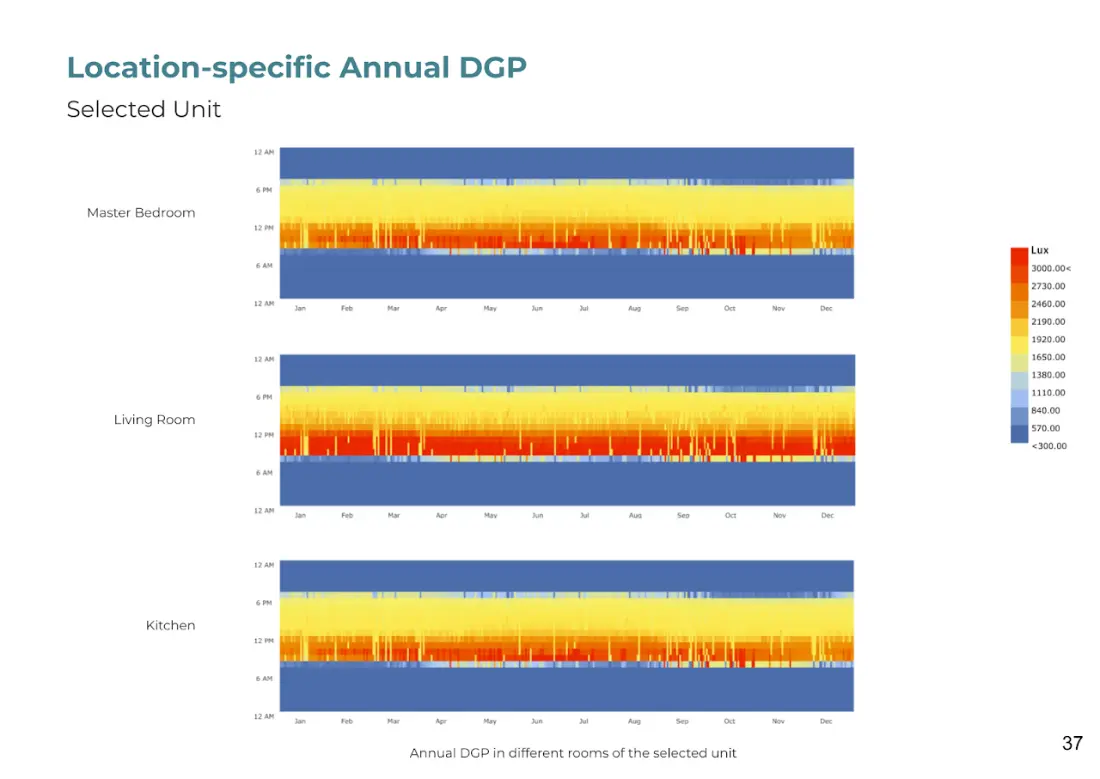 Location-specific Annual DGP
Selected Unit
Master Bedroom
12 AM
6 PM
12 PM
6 AM
12 AM
Jan Feb Mar Apr May Jun Jul Aug Sep Oct Nov Dec
Living Room
12 AM
6 PM
12 PM
6 AM
12 AM
Jan Feb Mar Apr May Jun Jul Aug Sep Oct Nov Dec
Kitchen
12 AM
6 PM
12 PM
6 AM
12 AM
Jan Feb Mar Apr May Jun Jul Aug Sep Oct Nov Dec
Lux
3000.00<
2730.00
2460.00
2190.00
1920.00
1650.00
1380.00
1110.00
840.00
570.00
<300.00
Annual DGP in different rooms of the selected unit
37